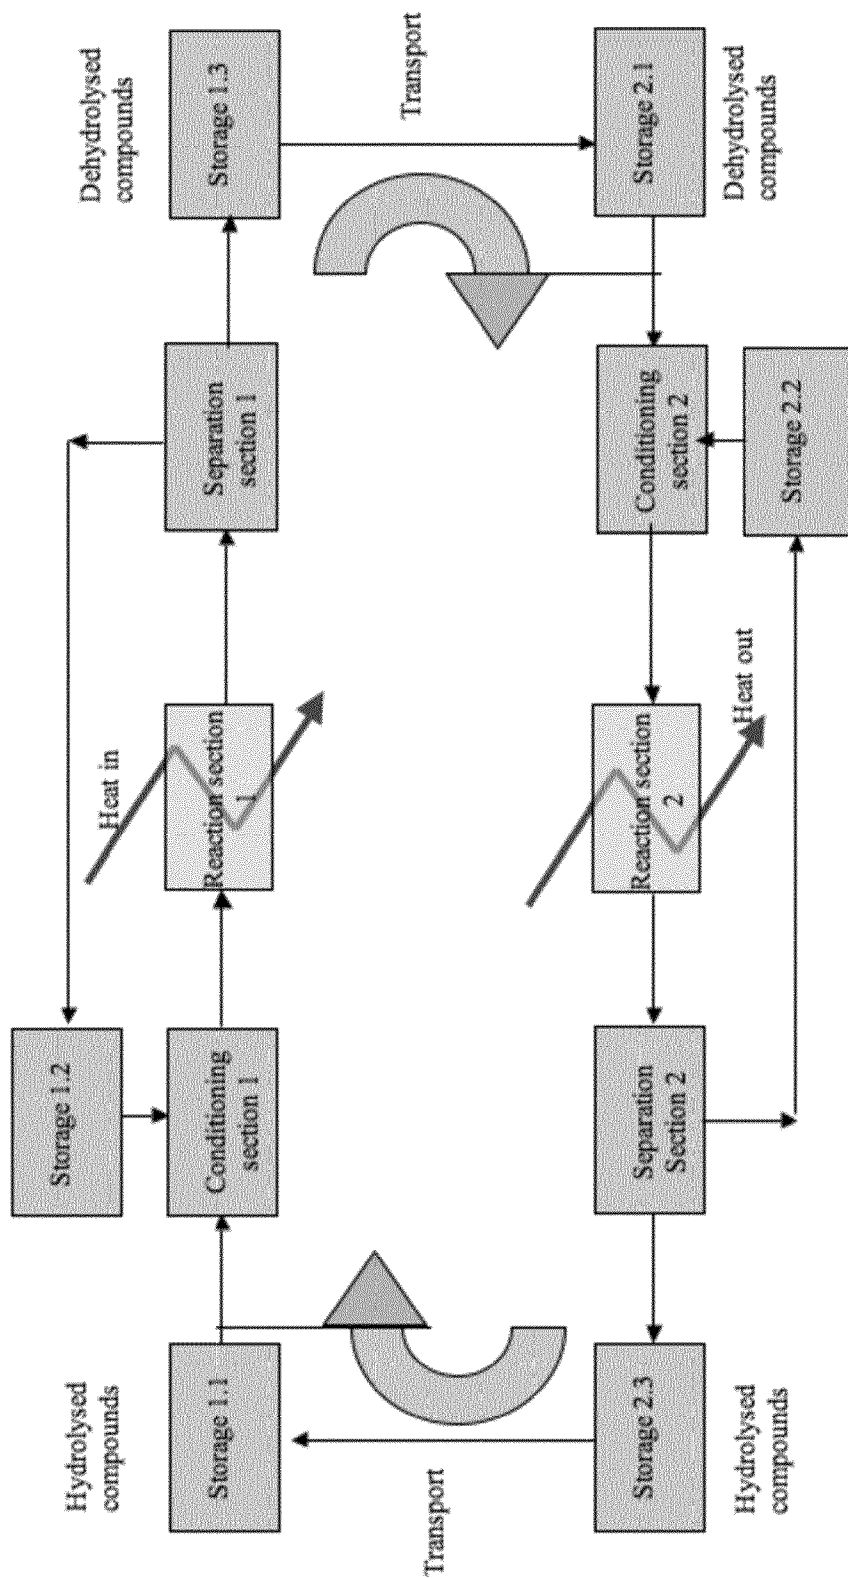 Hydrolysed
compounds
Storage 1.1
Storage 1.2
Conditioning
section 1
Heat in
Reaction section
1
Separation
section 1
Storage 1.3
Dehydrolysed
compounds
Transport
Transport
Storage 2.3
Hydrolysed
compounds
Separation
Section 2
Reaction section
2
Heat out
Conditioning
section 2
Storage 2.2
Storage 2.1
Dehydrolysed
compounds